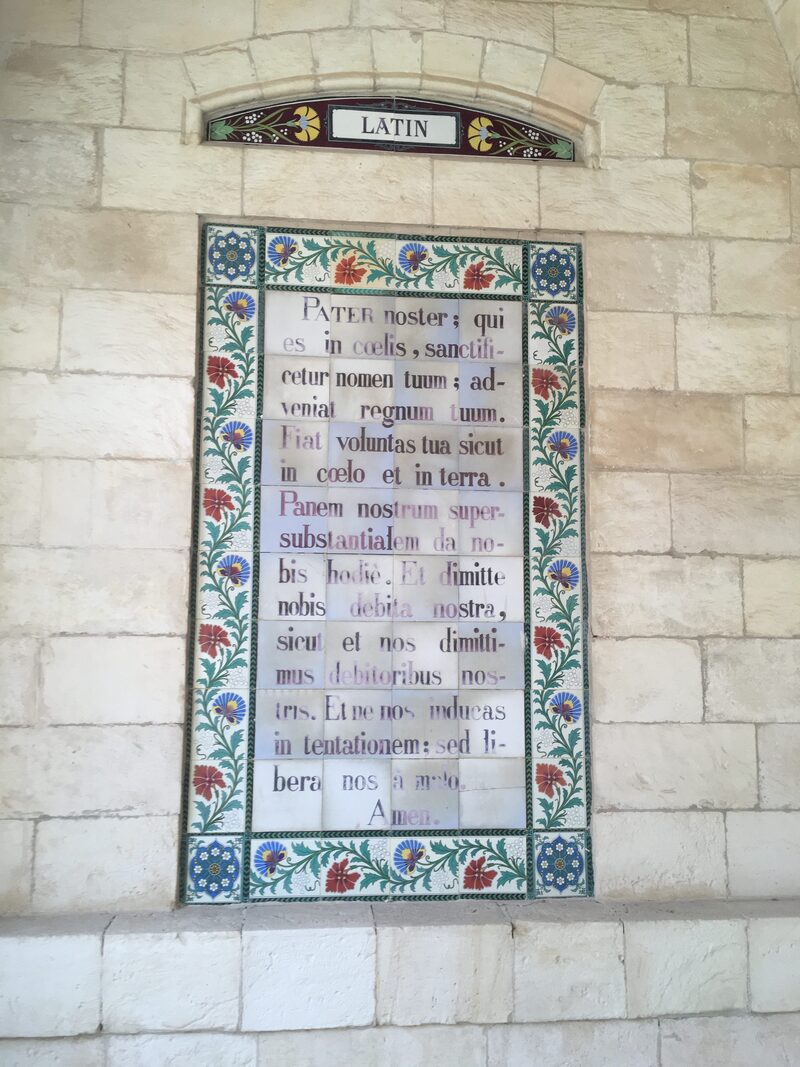 LATIN
PATER noster; qui
es in cœlis, sanctifi-
cetur nomen tuum; ad-
veniat regnum tuum.
Fiat voluntas tua sicut
in cœlo et in terra.
Panem nostrum super-
substantialem da no-
bis hodiè. Et dimitte
nobis debita nostra,
sicut et nos dimitti-
mus debitoribus nos-
tris. Et ne nos inducas
in tentationem: sed li-
bera nos à malo.
Amen.